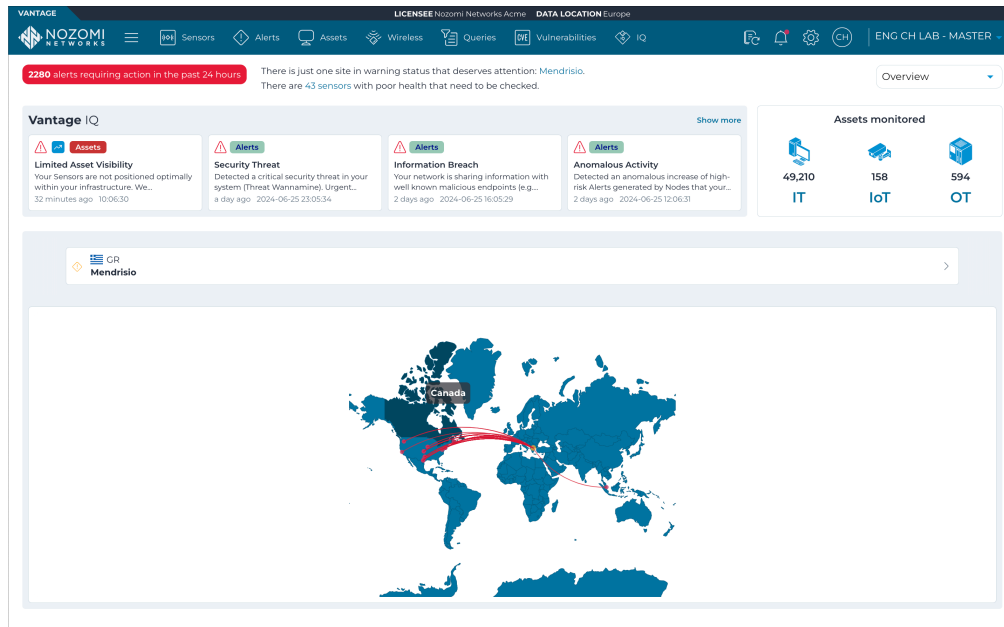 VANTAGE
LICENSEE Nozomi Networks Acme DATA LOCATION Europe
NOZOMI
NETWORKS
Sensors
Alerts
Assets
Wireless
Queries
CVE
Vulnerabilities
IQ
CH
ENG CH LAB - MASTER
2280 alerts requiring action in the past 24 hours
There is just one site in warning status that deserves attention: Mendrisio.
There are 43 sensors with poor health that need to be checked.
Overview
Vantage IQ
Show more
Assets
Limited Asset Visibility
Your Sensors are not positioned optimally
within your infrastructure. We...
32 minutes ago 10:06:30
Alerts
Security Threat
Detected a critical security threat in your
system (Threat Wannamine). Urgent...
a day ago 2024-06-25 23:05:34
Alerts
Information Breach
Your network is sharing information with
well known malicious endpoints (e.g....
2 days ago 2024-06-25 16:05:29
Alerts
Anomalous Activity
Detected an anomalous increase of high-
risk Alerts generated by Nodes that your...
2 days ago 2024-06-25 12:06:31
Assets monitored
49,210
IT
158
IoT
594
OT
GR
Mendrisio
Canada